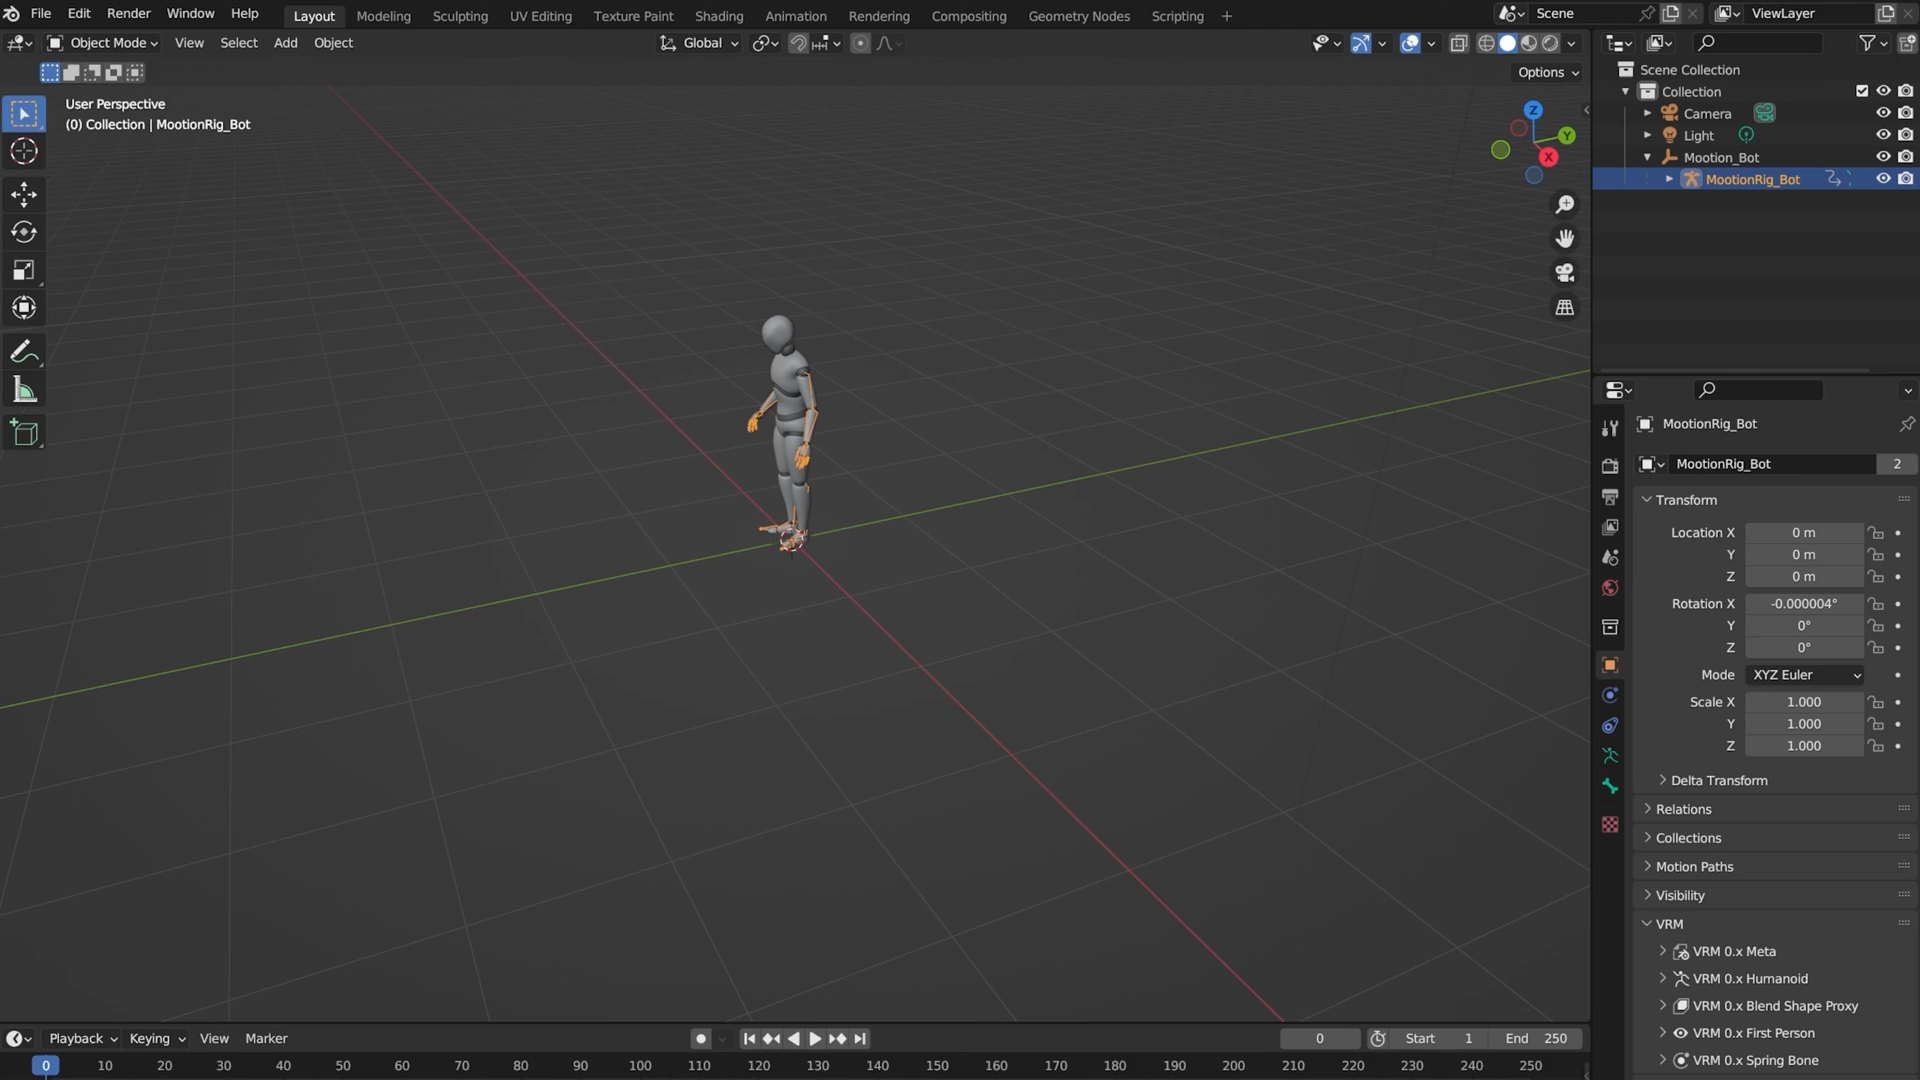 File Edit Render Window Help Layout Modeling Sculpting UV Editing Texture Paint Shading Animation Rendering Compositing Geometry Nodes Scripting + Scene ViewLayer
Object Mode View Select Add Object Global
Options
User Perspective
(0) Collection | MootionRig_Bot
Z
Y
X
Scene Collection
Collection
Camera
Light
Mootion_Bot
MootionRig_Bot
MootionRig_Bot
MootionRig_Bot 2
Transform
Location X 0 m
Y 0 m
Z 0 m
Rotation X -0.000004°
Y 0°
Z 0°
Mode XYZ Euler
Scale X 1.000
Y 1.000
Z 1.000
Delta Transform
Relations
Collections
Motion Paths
Visibility
VRM
VRM 0.x Meta
VRM 0.x Humanoid
VRM 0.x Blend Shape Proxy
VRM 0.x First Person
VRM 0.x Spring Bone
Playback Keying View Marker 0 Start 1 End 250
0 10 20 30 40 50 60 70 80 90 100 110 120 130 140 150 160 170 180 190 200 210 220 230 240 250